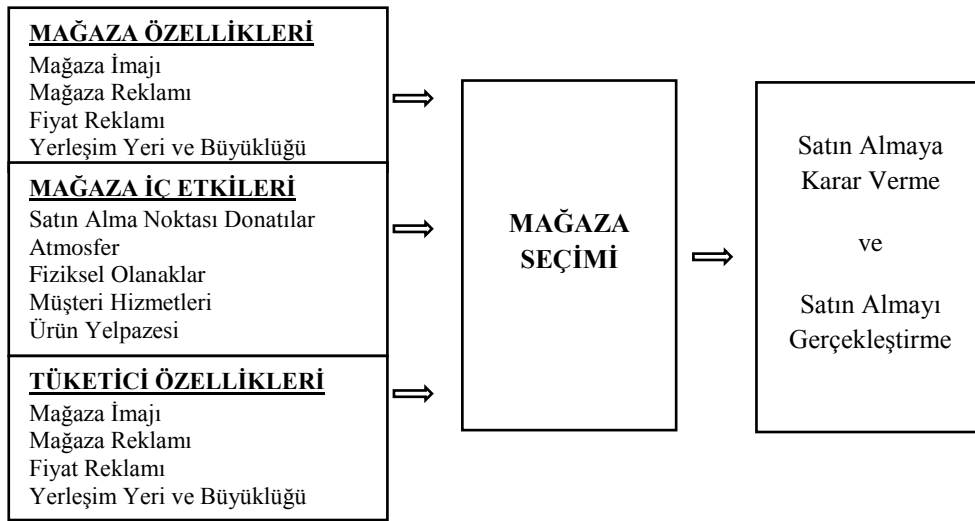 MAĞAZA ÖZELLİKLERİ
Mağaza İmajı
Mağaza Reklamı
Fiyat Reklamı
Yerleşim Yeri ve Büyüklüğü
MAĞAZA İÇ ETKİLERİ
Satın Alma Noktası Donatılar
Atmosfer
Fiziksel Olanaklar
Müşteri Hizmetleri
Ürün Yelpazesi
TÜKETİCİ ÖZELLİKLERİ
Mağaza İmajı
Mağaza Reklamı
Fiyat Reklamı
Yerleşim Yeri ve Büyüklüğü
MAĞAZA
SEÇİMİ
Satın Almaya
Karar Verme
ve
Satın Almayı
Gerçekleştirme